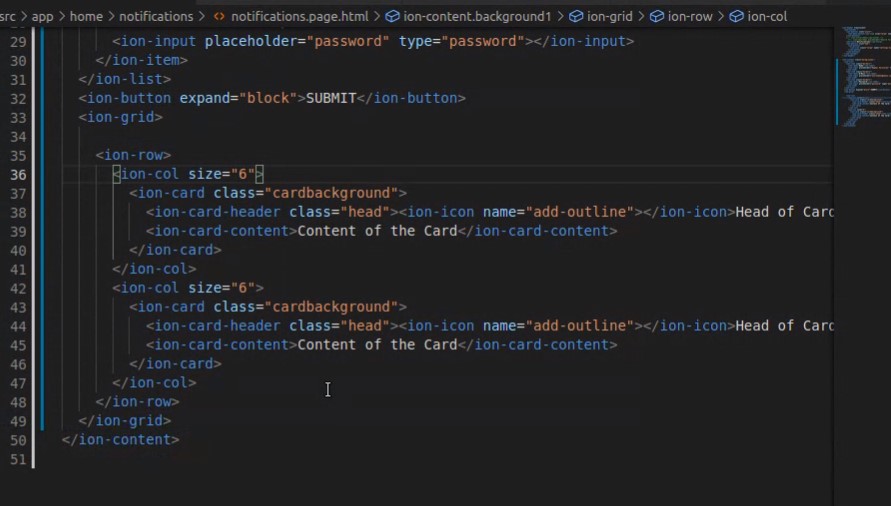 src > app > home > notifications > <> notifications.page.html > ion-content.background1 > ion-grid > ion-row > ion-col
29 <ion-input placeholder="password" type="password"></ion-input>
30 </ion-item>
31 </ion-list>
32 <ion-button expand="block">SUBMIT</ion-button>
33 <ion-grid>
34
35 <ion-row>
36 <ion-col size="6">
37 <ion-card class="cardbackground">
38 <ion-card-header class="head"><ion-icon name="add-outline"></ion-icon>Head of Card
39 <ion-card-content>Content of the Card</ion-card-content>
40 </ion-card>
41 </ion-col>
42 <ion-col size="6">
43 <ion-card class="cardbackground">
44 <ion-card-header class="head"><ion-icon name="add-outline"></ion-icon>Head of Card
45 <ion-card-content>Content of the Card</ion-card-content>
46 </ion-card>
47 </ion-col>
48 </ion-row>
49 </ion-grid>
50 </ion-content>
51